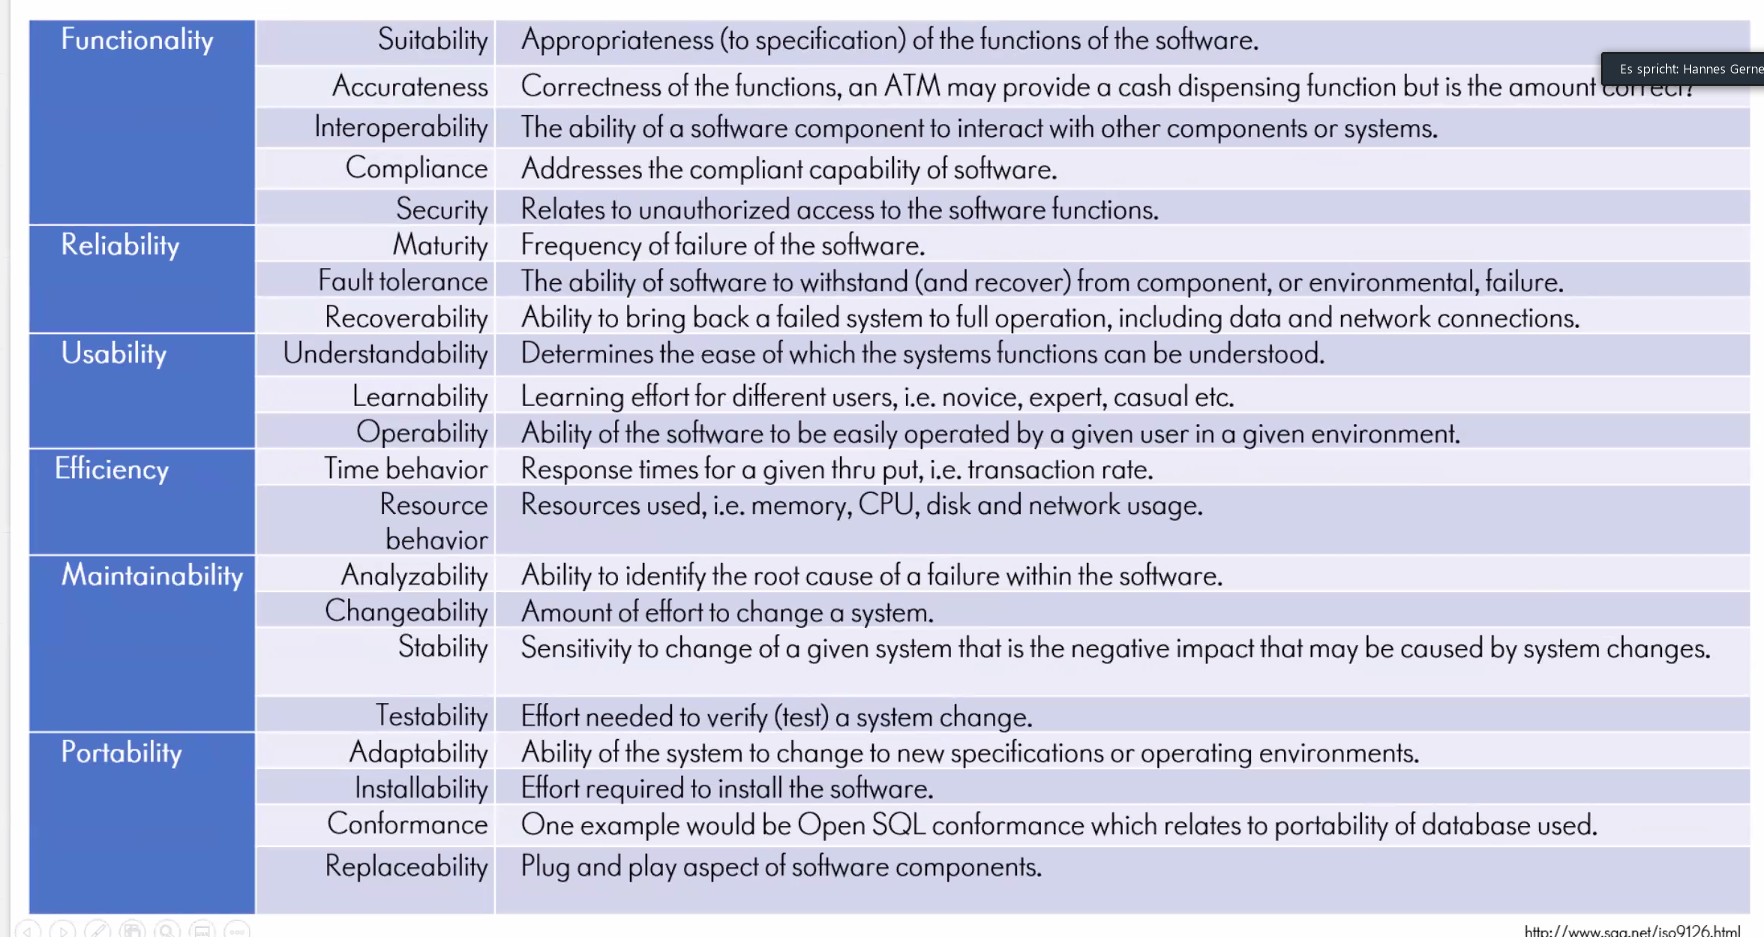 Functionality Suitability Appropriateness (to specification) of the functions of the software.
Es spricht: Hannes Gerne
Accurateness Correctness of the functions, an ATM may provide a cash dispensing function but is the amount correct?
Interoperability The ability of a software component to interact with other components or systems.
Compliance Addresses the compliant capability of software.
Security Relates to unauthorized access to the software functions.
Reliability Maturity Frequency of failure of the software.
Fault tolerance The ability of software to withstand (and recover) from component, or environmental, failure.
Recoverability Ability to bring back a failed system to full operation, including data and network connections.
Usability Understandability Determines the ease of which the systems functions can be understood.
Learnability Learning effort for different users, i.e. novice, expert, casual etc.
Operability Ability of the software to be easily operated by a given user in a given environment.
Efficiency Time behavior Response times for a given thru put, i.e. transaction rate.
Resource Resources used, i.e. memory, CPU, disk and network usage.
behavior
Maintainability Analyzability Ability to identify the root cause of a failure within the software.
Changeability Amount of effort to change a system.
Stability Sensitivity to change of a given system that is the negative impact that may be caused by system changes.
Testability Effort needed to verify (test) a system change.
Portability Adaptability Ability of the system to change to new specifications or operating environments.
Installability Effort required to install the software.
Conformance One example would be Open SQL conformance which relates to portability of database used.
Replaceability Plug and play aspect of software components.
http://www.sqa.net/iso9126.html